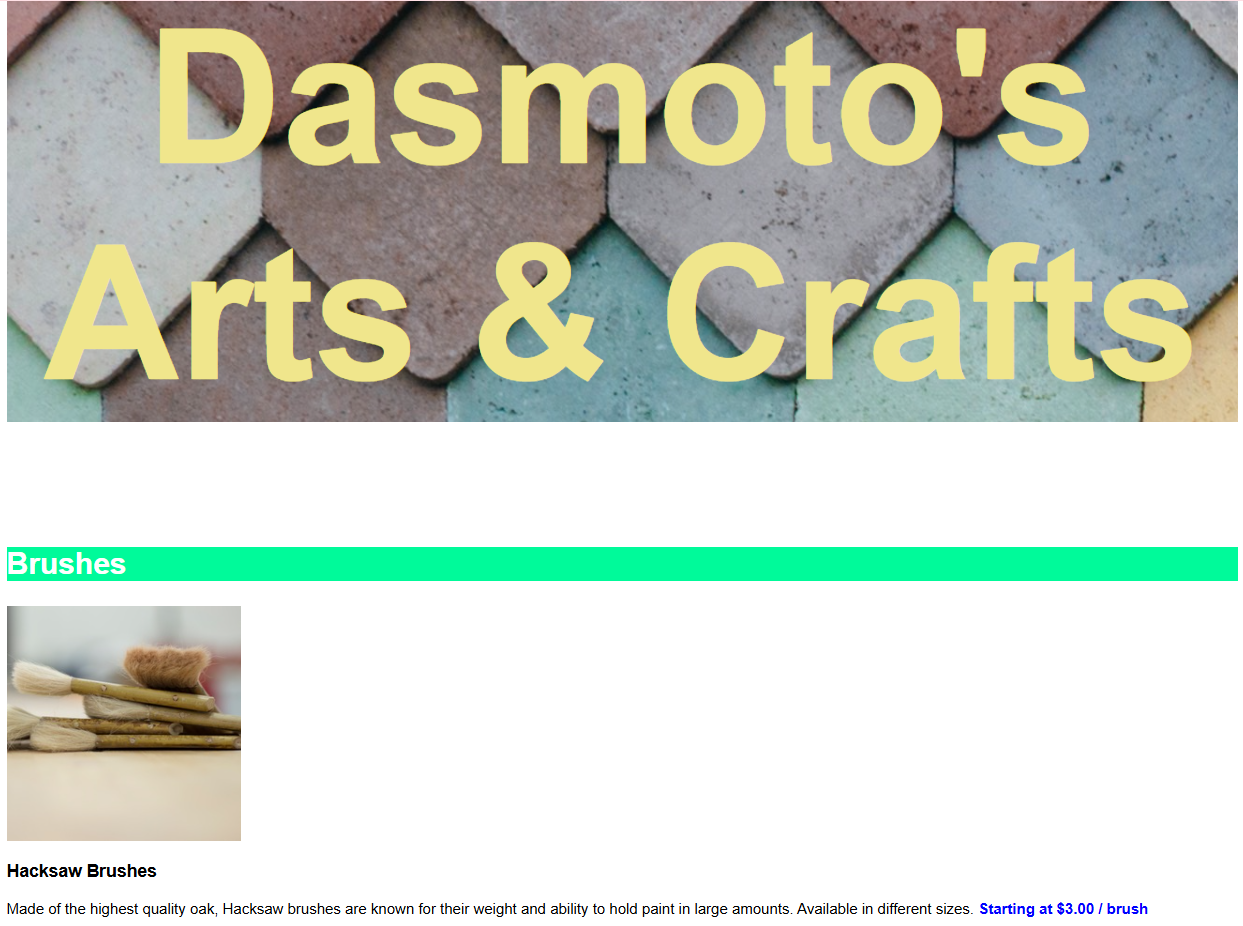 Dasmoto's
Arts & Crafts
Brushes
Hacksaw Brushes
Made of the highest quality oak, Hacksaw brushes are known for their weight and ability to hold paint in large amounts. Available in different sizes. Starting at $3.00 / brush